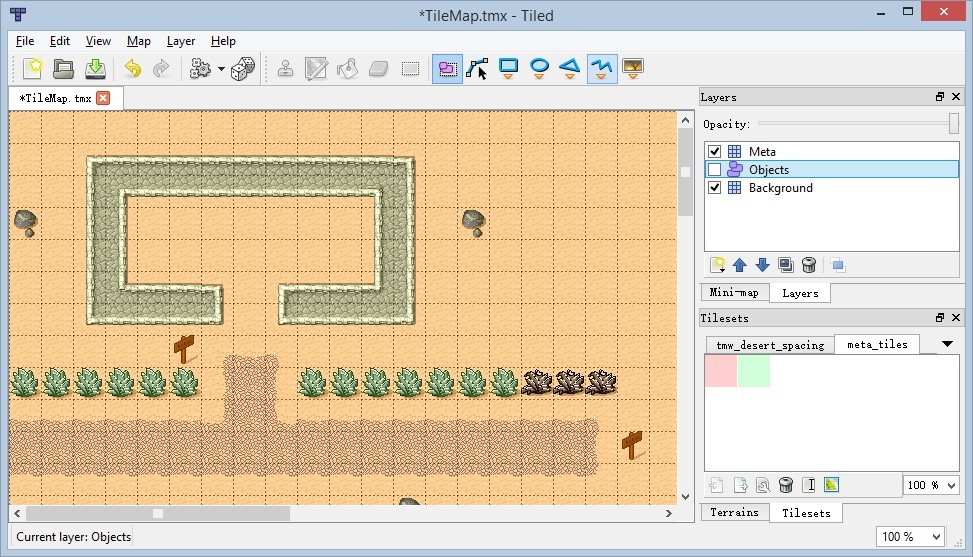 *TileMap.tmx - Tiled
File Edit View Map Layer Help
*TileMap.tmx
Layers
Opacity:
Meta
Objects
Background
Mini-map Layers
Tilesets
tmw_desert_spacing meta_tiles
100 %
Terrains Tilesets
Current layer: Objects
100 %